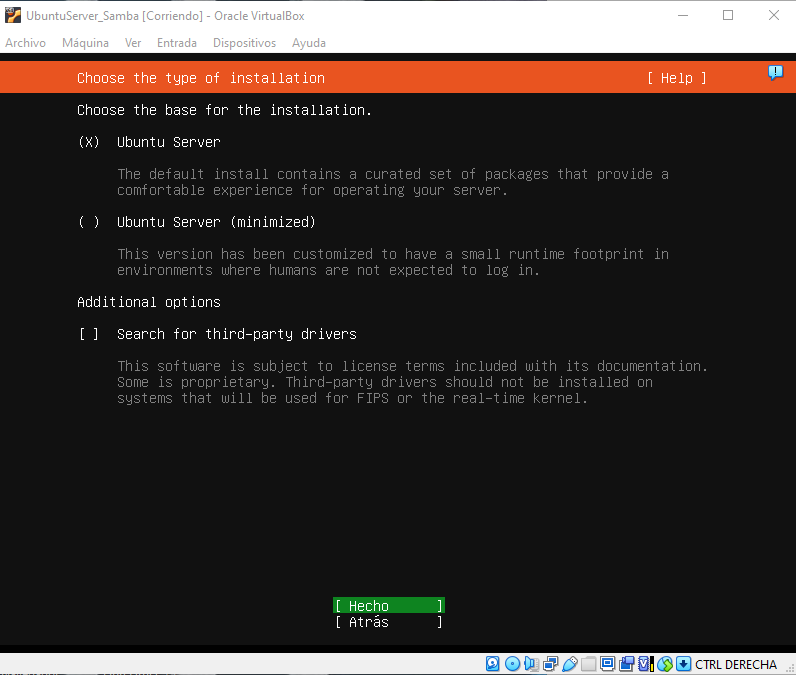 UbuntuServer_Samba [Corriendo] - Oracle VirtualBox
Archivo Máquina Ver Entrada Dispositivos Ayuda
Choose the type of installation [ Help ]
Choose the base for the installation.
(X) Ubuntu Server
The default install contains a curated set of packages that provide a
comfortable experience for operating your server.
( ) Ubuntu Server (minimized)
This version has been customized to have a small runtime footprint in
environments where humans are not expected to log in.
Additional options
[ ] Search for third-party drivers
This software is subject to license terms included with its documentation.
Some is proprietary. Third-party drivers should not be installed on
systems that will be used for FIPS or the real-time kernel.
[ Hecho ]
[ Atrás ]
CTRL DERECHA